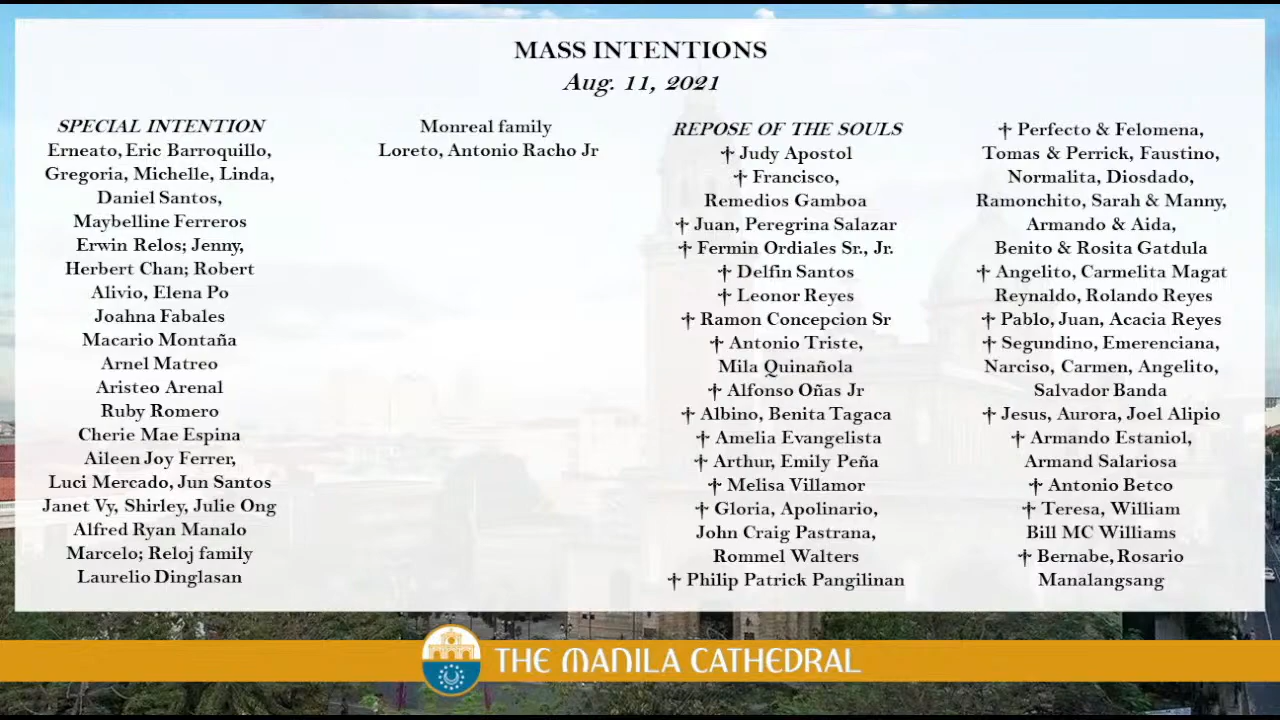 MASS INTENTIONS
Aug. 11, 2021
SPECIAL INTENTION
Erneato, Eric Barroquillo,
Gregoria, Michelle, Linda,
Daniel Santos,
Maybelline Ferreros
Erwin Relos; Jenny,
Herbert Chan; Robert
Alivio, Elena Po
Joahna Fabales
Macario Montaña
Arnel Matreo
Aristeo Arenal
Ruby Romero
Cherie Mae Espina
Aileen Joy Ferrer,
Luci Mercado, Jun Santos
Janet Vy, Shirley, Julie Ong
Alfred Ryan Manalo
Marcelo; Reloj family
Laurelio Dinglasan
Monreal family
Loreto, Antonio Racho Jr
REPOSE OF THE SOULS
✝ Judy Apostol
✝ Francisco,
Remedios Gamboa
✝ Juan, Peregrina Salazar
✝ Fermin Ordiales Sr., Jr.
✝ Delfin Santos
✝ Leonor Reyes
✝ Ramon Concepcion Sr
✝ Antonio Triste,
Mila Quinañola
✝ Alfonso Oñas Jr
✝ Albino, Benita Tagaca
✝ Amelia Evangelista
✝ Arthur, Emily Peña
✝ Melisa Villamor
✝ Gloria, Apolinario,
John Craig Pastrana,
Rommel Walters
✝ Philip Patrick Pangilinan
✝ Perfecto & Felomena,
Tomas & Perrick, Faustino,
Normalita, Diosdado,
Ramonchito, Sarah & Manny,
Armando & Aida,
Benito & Rosita Gatdula
✝ Angelito, Carmelita Magat
Reynaldo, Rolando Reyes
✝ Pablo, Juan, Acacia Reyes
✝ Segundino, Emerenciana,
Narciso, Carmen, Angelito,
Salvador Banda
✝ Jesus, Aurora, Joel Alipio
✝ Armando Estaniol,
Armand Salariosa
✝ Antonio Betco
✝ Teresa, William
Bill MC Williams
✝ Bernabe, Rosario
Manalangsang
THE MANILA CATHEDRAL